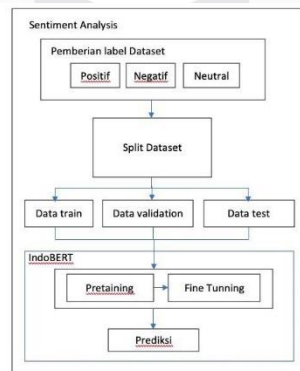 Sentiment Analysis
Pemberian label Dataset
Positif Negatif Neutral
Split Dataset
Data train Data validation Data test
IndoBERT
Pretaining Fine Tunning
Prediksi